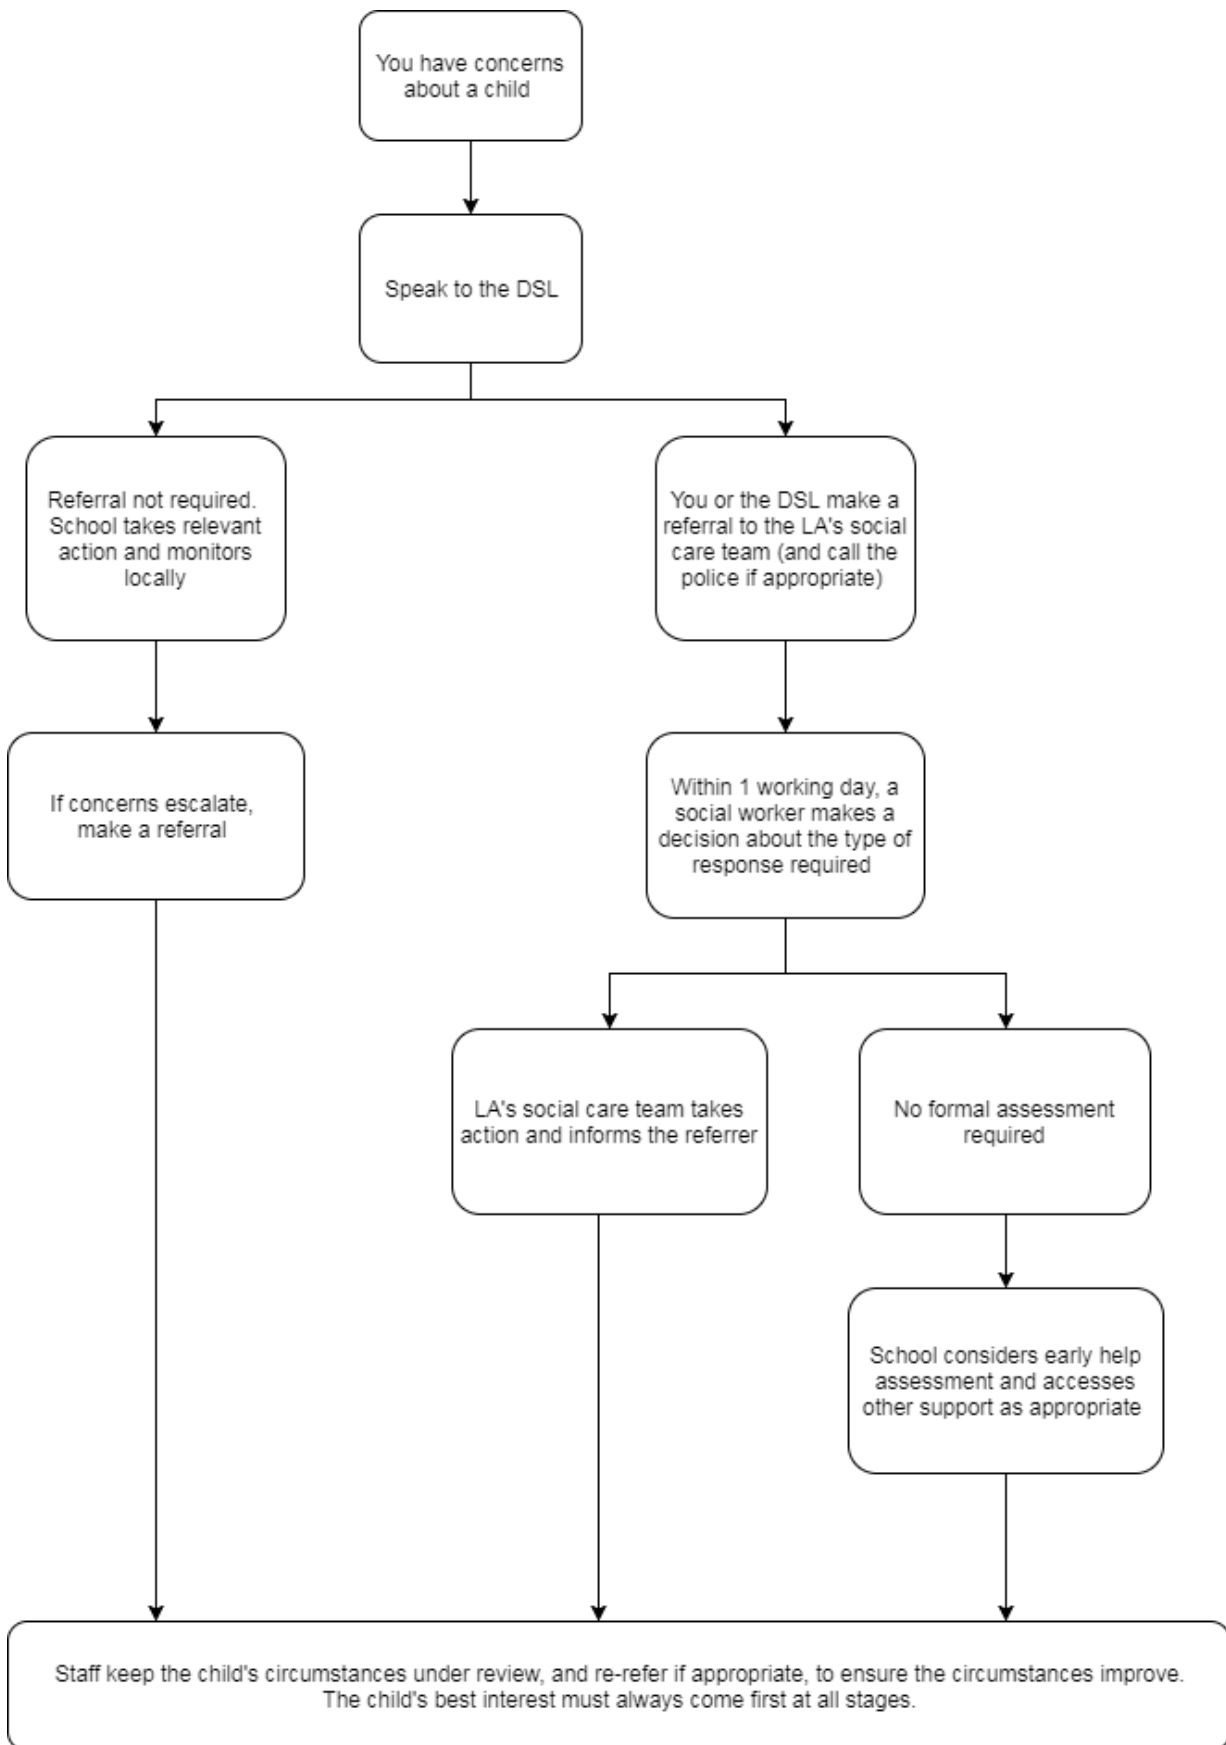 You have concerns
about a child
Speak to the DSL
Referral not required.
School takes relevant
action and monitors
locally
You or the DSL make a
referral to the LA's social
care team (and call the
police if appropriate)
If concerns escalate,
make a referral
Within 1 working day, a
social worker makes a
decision about the type of
response required
LA's social care team takes
action and informs the referrer
No formal assessment
required
School considers early help
assessment and accesses
other support as appropriate
Staff keep the child's circumstances under review, and re-refer if appropriate, to ensure the circumstances improve.
The child's best interest must always come first at all stages.